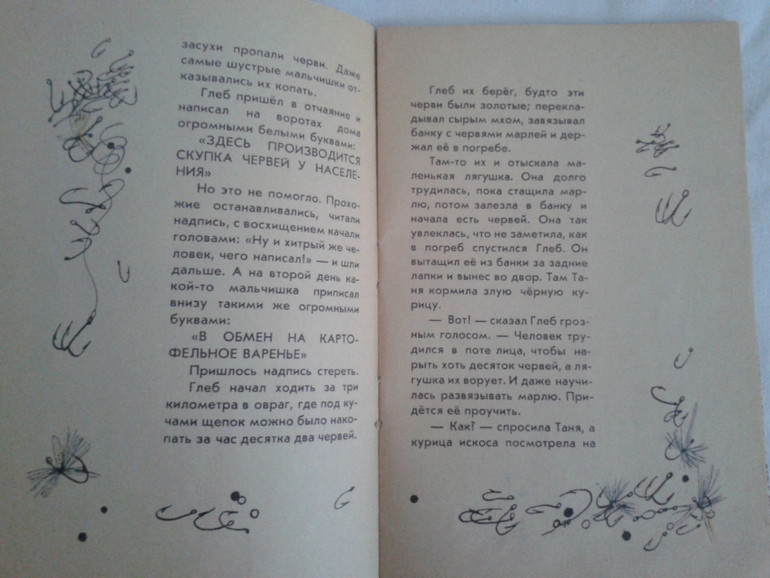 засухи пропали черви. Даже
самые шустрые мальчишки от-
казывались их копать.
Глеб пришёл в отчаяние и
написал на воротах дома
огромными белыми буквами:
«ЗДЕСЬ ПРОИЗВОДИТСЯ
СКУПКА ЧЕРВЕЙ У НАСЕЛЕ-
НИЯ»
Но это не помогло. Прохо-
жие останавливались, читали
надпись, с восхищением качали
головами: «Ну и хитрый же че-
ловек, чего написал!» — и шли
дальше. А на второй день ка-
кой-то мальчишка приписал
внизу такими же огромными
буквами:
«В ОБМЕН НА КАРТО-
ФЕЛЬНОЕ ВАРЕНЬЕ»
Пришлось надпись стереть.
Глеб начал ходить за три
километра в овраг, где под ку-
чами щепок можно было нако-
пать за час десятка два червей.
Глеб их берёг, будто эти
черви были золотые; перекла-
дывал сырым мхом, завязывал
банку с червями марлей и дер-
жал её в погребе.
Там-то их и отыскала ма-
ленькая лягушка. Она долго
трудилась, пока стащила мар-
лю, потом залезла в банку и
начала есть червей. Она так
увлеклась, что не заметила, как
в погреб спустился Глеб. Он
вытащил её из банки за задние
лапки и вынес во двор. Там Та-
ня кормила злую чёрную ку-
рицу.
— Вот! — сказал Глеб гроз-
ным голосом. — Человек тру-
дился в поте лица, чтобы на-
рыть хоть десяток червей, а ля-
гушка их ворует. И даже научи-
лась развязывать марлю. При-
дётся её проучить.
— Как? — спросила Таня, а
курица искоса посмотрела на